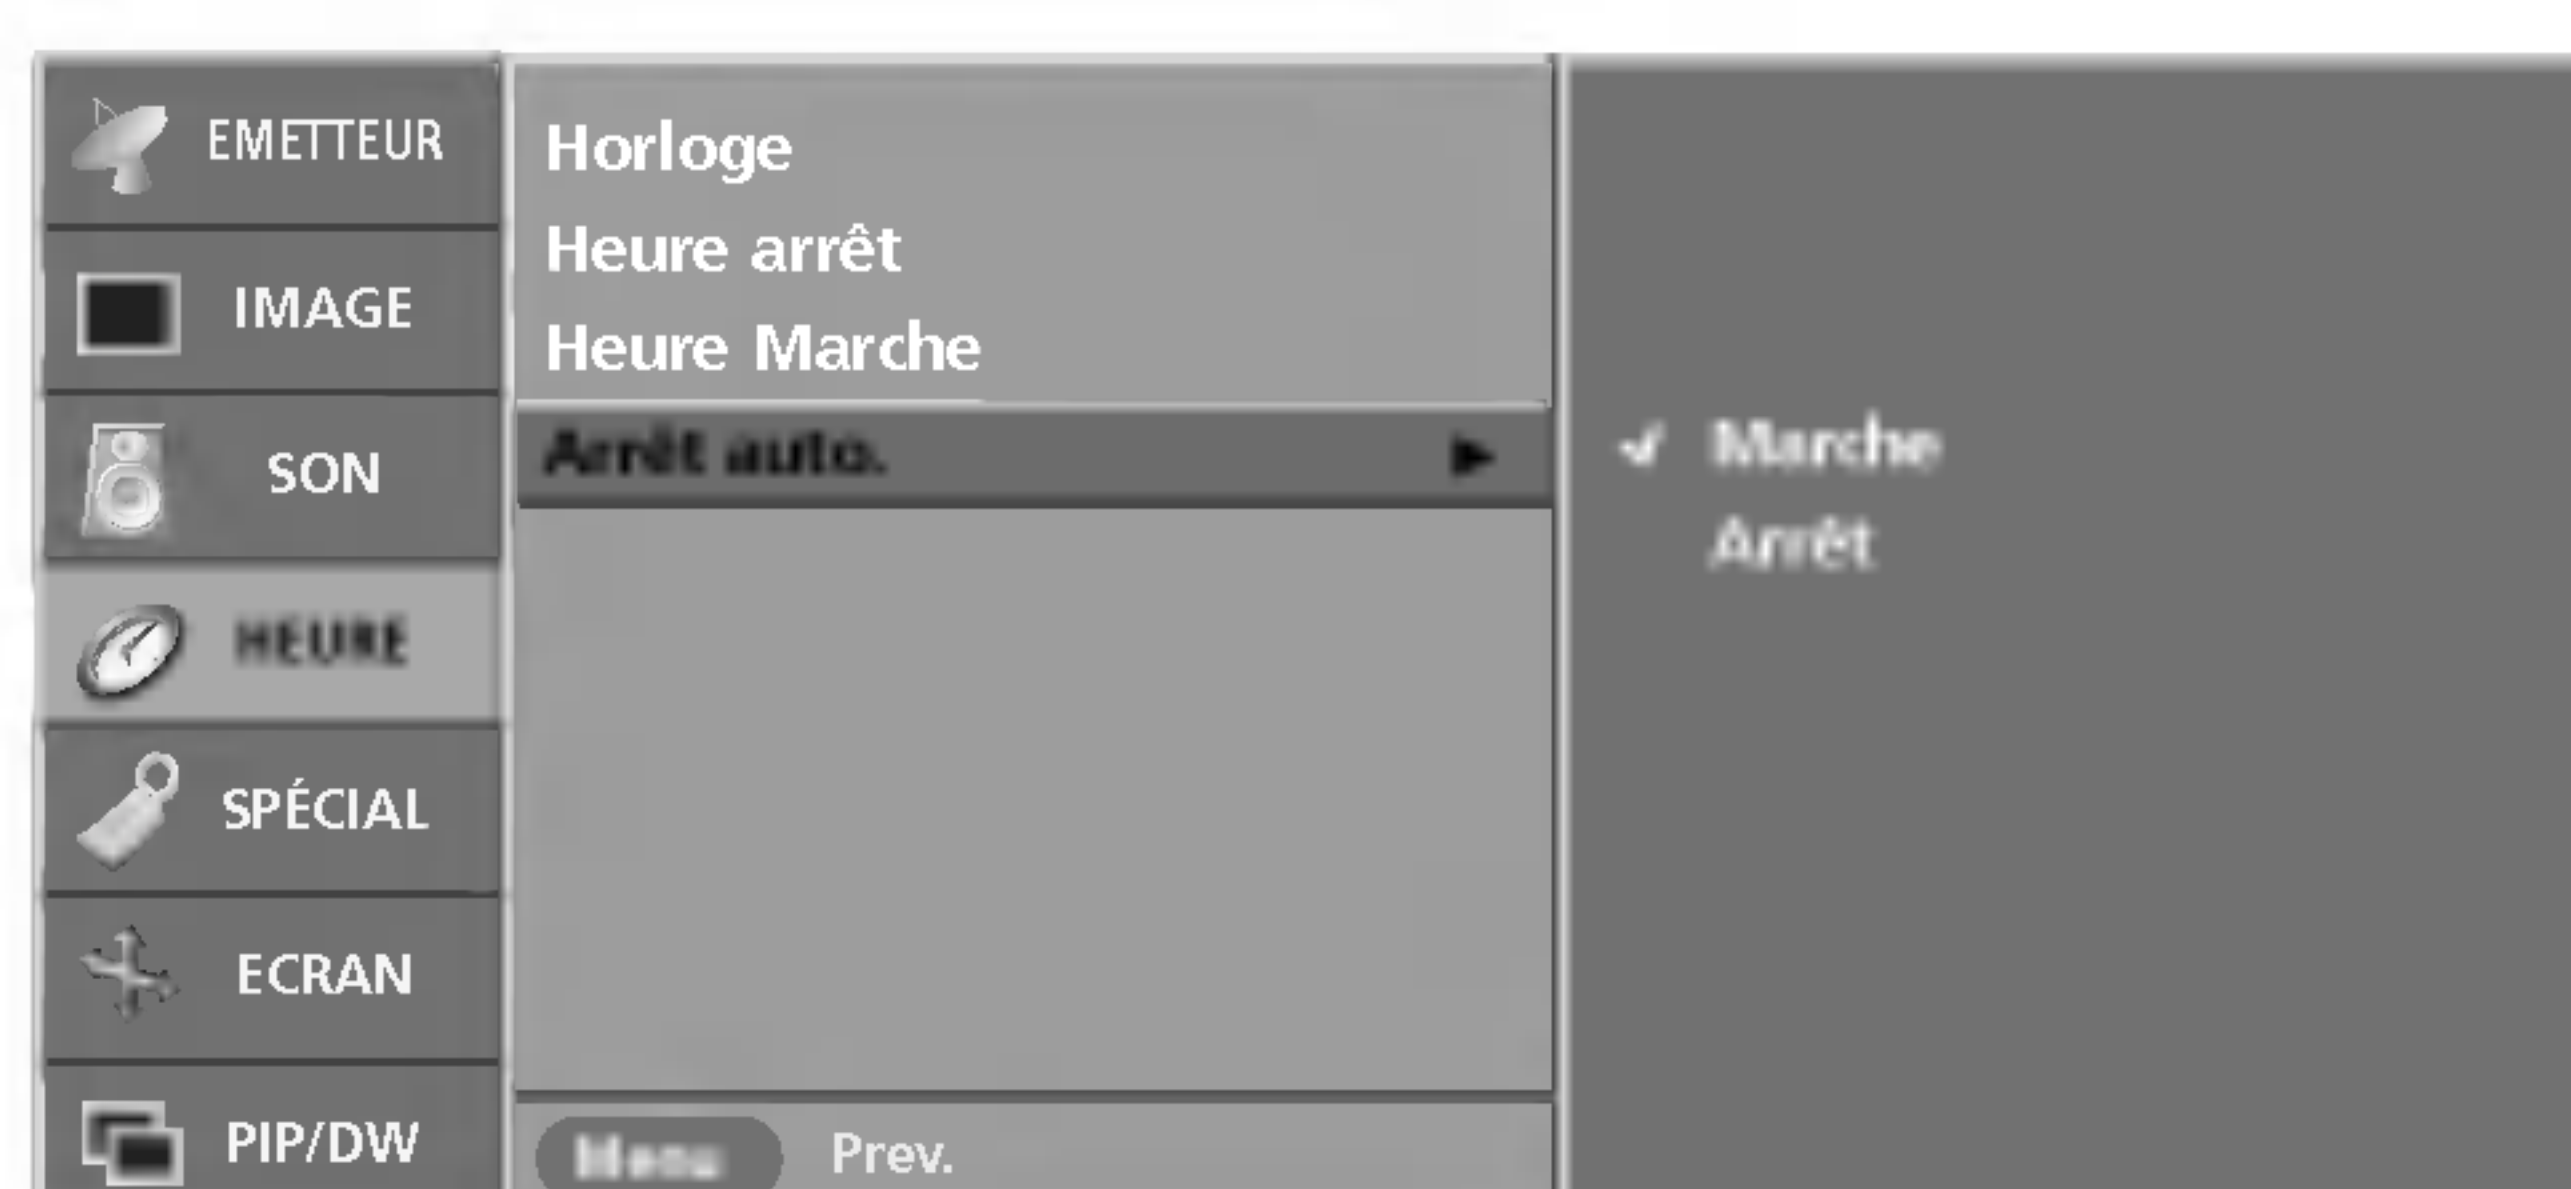 EMETTEUR
IMAGE
SON
HEURE
SPÉCIAL
ECRAN
PIP/DW
Horloge
Heure arrêt
Heure Marche
Arrêt auto.
Menu Prev.
Marche
Arrêt